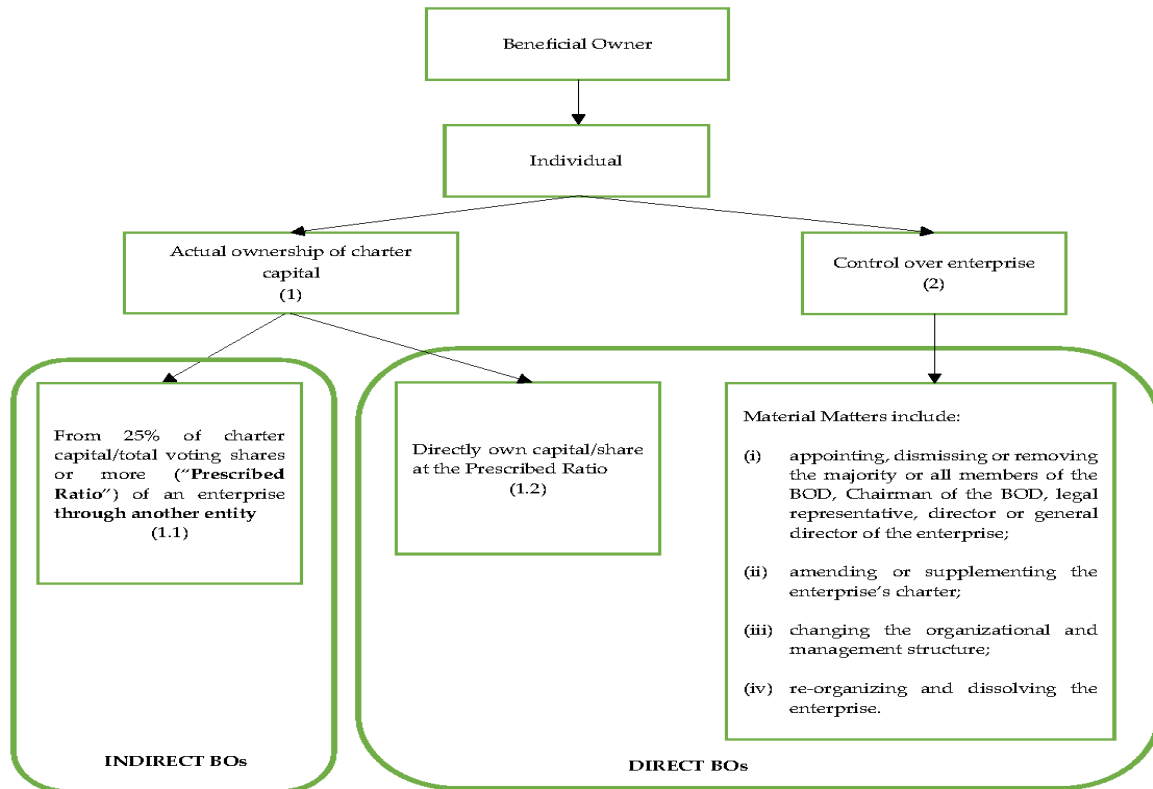 Beneficial Owner
Individual
Actual ownership of charter
capital
(1)
Control over enterprise
(2)
From 25% of charter
capital/total voting shares
or more (“Prescribed
Ratio”) of an enterprise
through another entity
(1.1)
Directly own capital/share
at the Prescribed Ratio
(1.2)
Material Matters include:
(i) appointing, dismissing or removing
the majority or all members of the
BOD, Chairman of the BOD, legal
representative, director or general
director of the enterprise;
(ii) amending or supplementing the
enterprise’s charter;
(iii) changing the organizational and
management structure;
(iv) re-organizing and dissolving the
enterprise.
INDIRECT BOs
DIRECT BOs